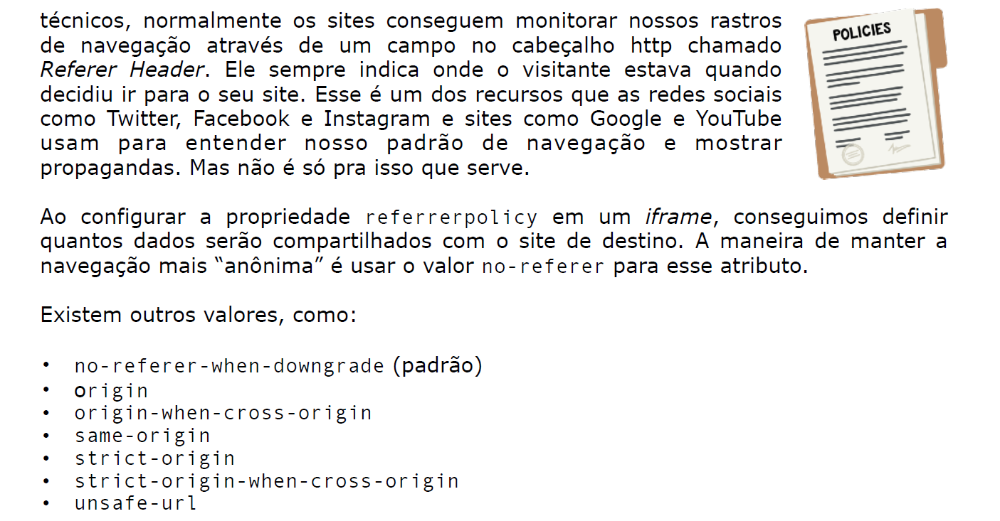 técnicos, normalmente os sites conseguem monitorar nossos rastros
de navegação através de um campo no cabeçalho http chamado
Referer Header. Ele sempre indica onde o visitante estava quando
decidiu ir para o seu site. Esse é um dos recursos que as redes sociais
como Twitter, Facebook e Instagram e sites como Google e YouTube
usam para entender nosso padrão de navegação e mostrar
propagandas. Mas não é só pra isso que serve.
POLICIES
Ao configurar a propriedade referrerpolicy em um iframe, conseguimos definir
quantos dados serão compartilhados com o site de destino. A maneira de manter a
navegação mais “anônima” é usar o valor no-referer para esse atributo.
Existem outros valores, como:
• no-referer-when-downgrade (padrão)
• origin
• origin-when-cross-origin
• same-origin
• strict-origin
• strict-origin-when-cross-origin
• unsafe-url